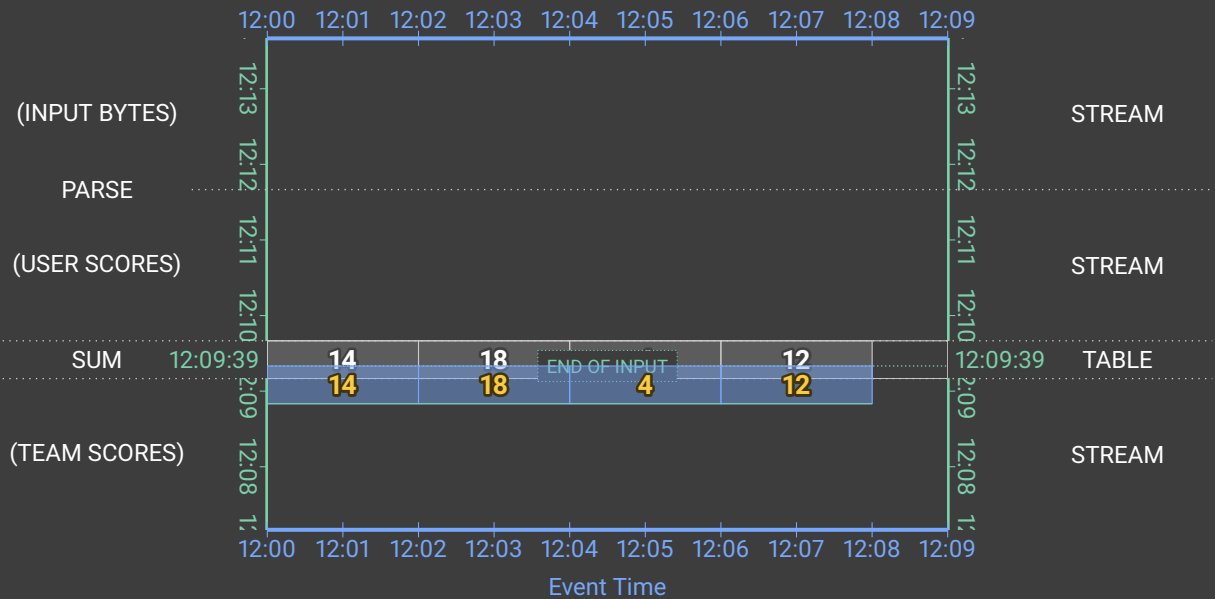 12:00 12:01 12:02 12:03 12:04 12:05 12:06 12:07 12:08 12:09
12:13 12:13
(INPUT BYTES) STREAM
12:12 12:12
PARSE
12:11 12:11
(USER SCORES) STREAM
12:10 12:10
SUM 12:09:39 14 18 12 12:09:39 TABLE
END OF INPUT
14 18 4 12
2:09 2:09
(TEAM SCORES) STREAM
12:08 12:08
12:00 12:01 12:02 12:03 12:04 12:05 12:06 12:07 12:08 12:09
Event Time